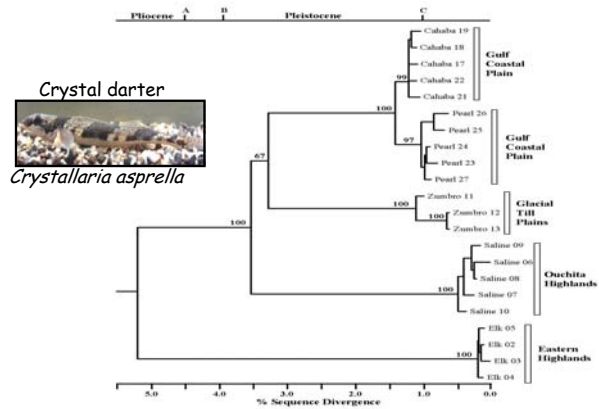 A B C
Pliocene Pleistocene
Crystal darter
Crystallaria asprella
Cahaba 19
Cahaba 18
Cahaba 17
Cahaba 22
Cahaba 21
Gulf
Coastal
Plain
99
100
Pearl 26
Pearl 25
Pearl 24
Pearl 23
Pearl 27
Gulf
Coastal
Plain
97
67
Zumbro 11
Zumbro 12
Zumbro 13
Glacial
Till
Plains
100
100
100
Saline 09
Saline 06
Saline 08
Saline 07
Saline 10
Ouchita
Highlands
100
Elk 05
Elk 02
Elk 03
Elk 04
Eastern
Highlands
100
5.0 4.0 3.0 2.0 1.0 0.0
% Sequence Divergence